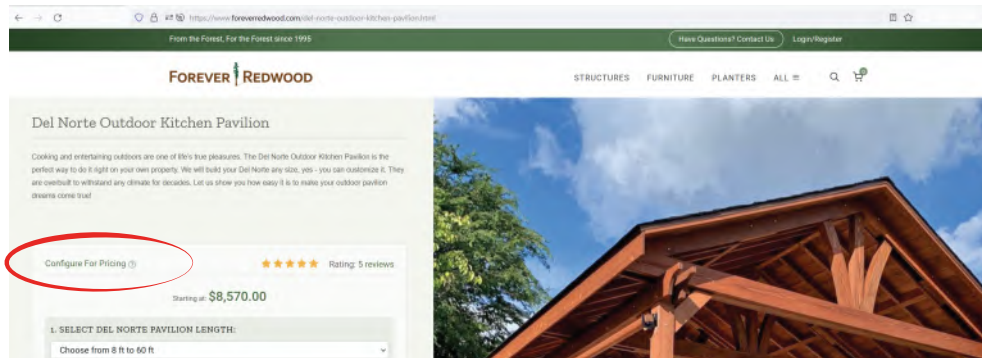 https://www.foreverredwood.com/del-norte-outdoor-kitchen-pavilion.html
From the Forest, For the Forest since 1995
Have Questions? Contact Us
Login/Register
FOREVER REDWOOD
STRUCTURES FURNITURE PLANTERS ALL
0
Del Norte Outdoor Kitchen Pavilion
Cooking and entertaining outdoors are one of life's true pleasures. The Del Norte Outdoor Kitchen Pavilion is the
perfect way to do it right on your own property. We will build your Del Norte any size, yes - you can customize it. They
are overbuilt to withstand any climate for decades. Let us show you how easy it is to make your outdoor pavilion
dreams come true!
Configure For Pricing ?
Rating: 5 reviews
Starting at: $8,570.00
1. SELECT DEL NORTE PAVILION LENGTH:
Choose from 8 ft to 60 ft